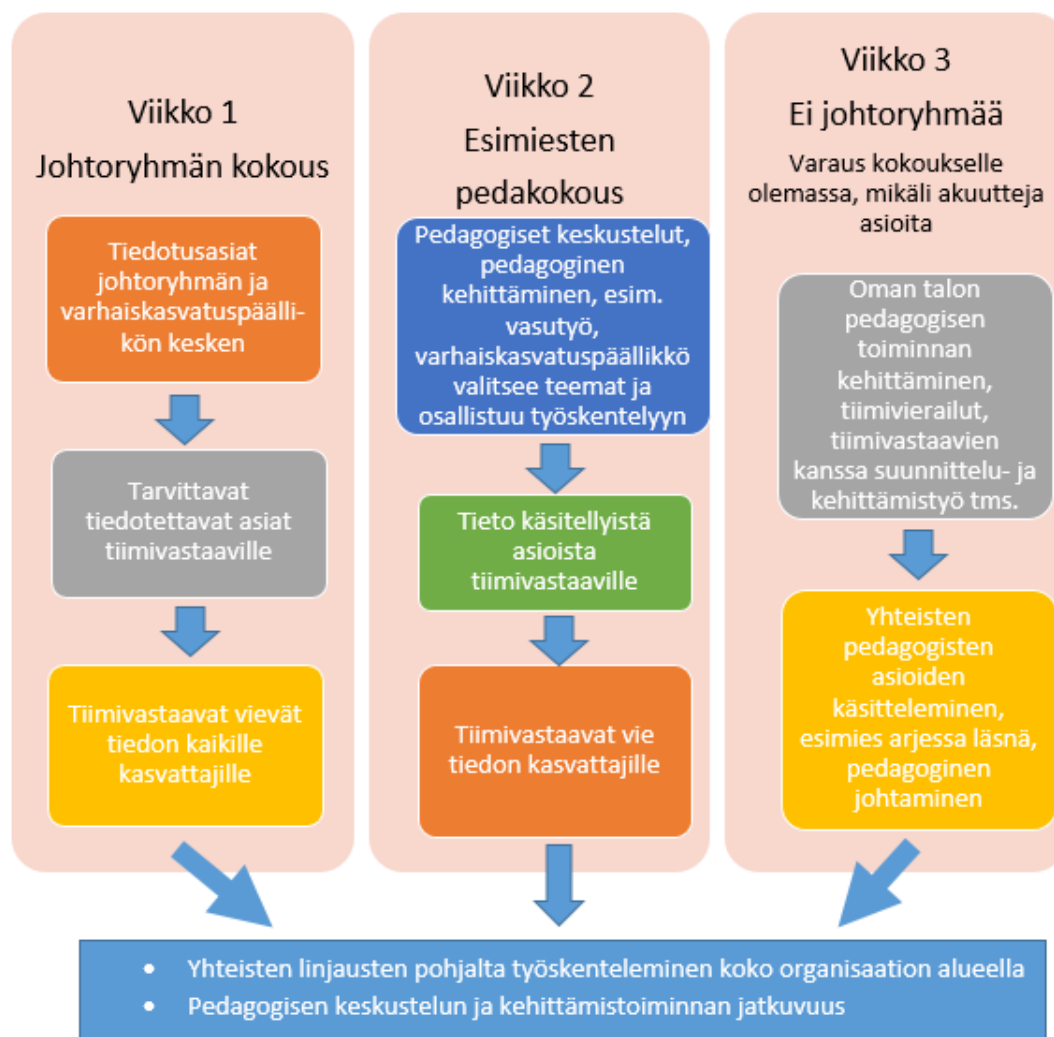 Viikko 1
Johtoryhmän kokous
Tiedotusasiat
johtoryhmän ja
varhaiskasvatuspäälli-
kön kesken
Tarvittavat
tiedotettavat asiat
tiimivastaaville
Tiimivastaavat vievät
tiedon kaikille
kasvattajille
Viikko 2
Esimiesten
pedakokous
Pedagogiset keskustelut,
pedagoginen
kehittäminen, esim.
vasutyö,
varhaiskasvatuspäällikkö
valitsee teemat ja
osallistuu työskentelyyn
Tieto käsitellyistä
asioista
tiimivastaaville
Tiimivastaavat vie
tiedon kasvattajille
Viikko 3
Ei johtoryhmää
Varaus kokoukselle
olemassa, mikäli akuutteja
asioita
Oman talon
pedagogisen
toiminnan
kehittäminen,
tiimivierailut,
tiimivastaavien
kanssa suunnittelu- ja
kehittämistyö tms.
Yhteisten
pedagogisten
asioiden
käsitteleminen,
esimies arjessa läsnä,
pedagoginen
johtaminen
• Yhteisten linjausten pohjalta työskenteleminen koko organisaation alueella
• Pedagogisen keskustelun ja kehittämistoiminnan jatkuvuus